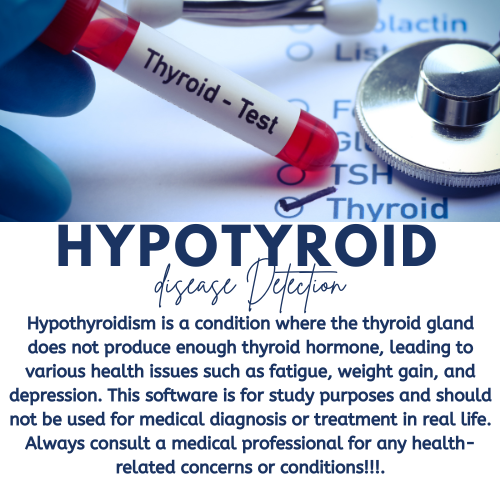 olactin
List
Thyroid - Test
TSH
Thyroid
HYPOTYROID
disease Detection
Hypothyroidism is a condition where the thyroid gland
does not produce enough thyroid hormone, leading to
various health issues such as fatigue, weight gain, and
depression. This software is for study purposes and should
not be used for medical diagnosis or treatment in real life.
Always consult a medical professional for any health-
related concerns or conditions!!!.